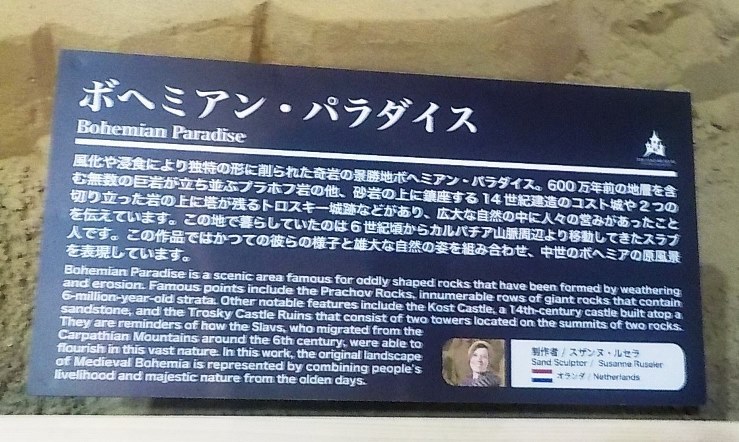 ボヘミアン・パラダイス
Bohemian Paradise
風化や浸食により独特の形に削られた奇岩の景勝地ボヘミアン・パラダイス。600万年前の地層を含
む無数の巨岩が立ち並ぶプラホフ岩の他、砂岩の上に鎮座する14世紀建造のコスト城や2つの
切り立った岩の上に塔が残るトロスキー城跡などがあり、広大な自然の中に人々の営みがあったこと
を伝えています。この地で暮らしていたのは6世紀頃からカルパチア山脈周辺より移動してきたスラブ
人です。この作品ではかつての彼らの様子と雄大な自然の姿を組み合わせ、中世のボヘミアの原風景
を表現しています。
Bohemian Paradise is a scenic area famous for oddly shaped rocks that have been formed by weathering
and erosion. Famous points include the Prachov Rocks, innumerable rows of giant rocks that contain
6-million-year-old strata. Other notable features include the Kost Castle, a 14th-century castle built atop a
sandstone, and the Trosky Castle Ruins that consist of two towers located on the summits of two rocks.
They are reminders of how the Slavs, who migrated from the
Carpathian Mountains around the 6th century, were able to
flourish in this vast nature. In this work, the original landscape
of Medieval Bohemia is represented by combining people's
livelihood and majestic nature from the olden days.
制作者 / スザンヌ・ルセラ
Sand Sculptor / Susanne Ruseler
オランダ / Netherlands